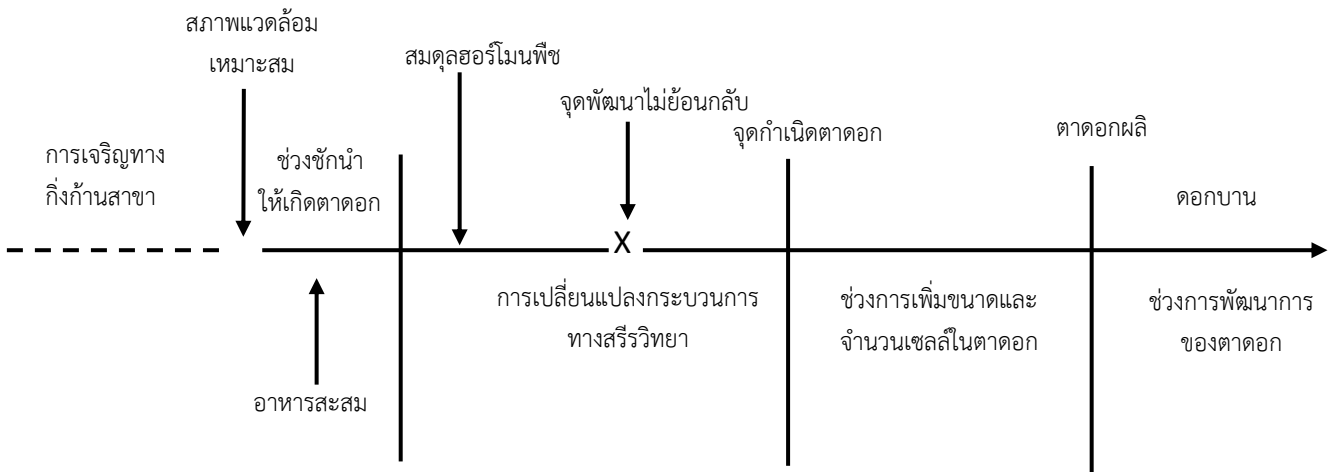 สภาพแวดล้อม
เหมาะสม
สมดุลฮอร์โมนพืช
จุดพัฒนาไม่ย้อนกลับ
จุดกำเนิดตาดอก
ตาดอกผลิ
การเจริญทาง
กิ่งก้านสาขา
ช่วงชักนำ
ให้เกิดตาดอก
ดอกบาน
X
การเปลี่ยนแปลงกระบวนการ
ทางสรีรวิทยา
ช่วงการเพิ่มขนาดและ
จำนวนเซลล์ในตาดอก
ช่วงการพัฒนาการ
ของตาดอก
อาหารสะสม